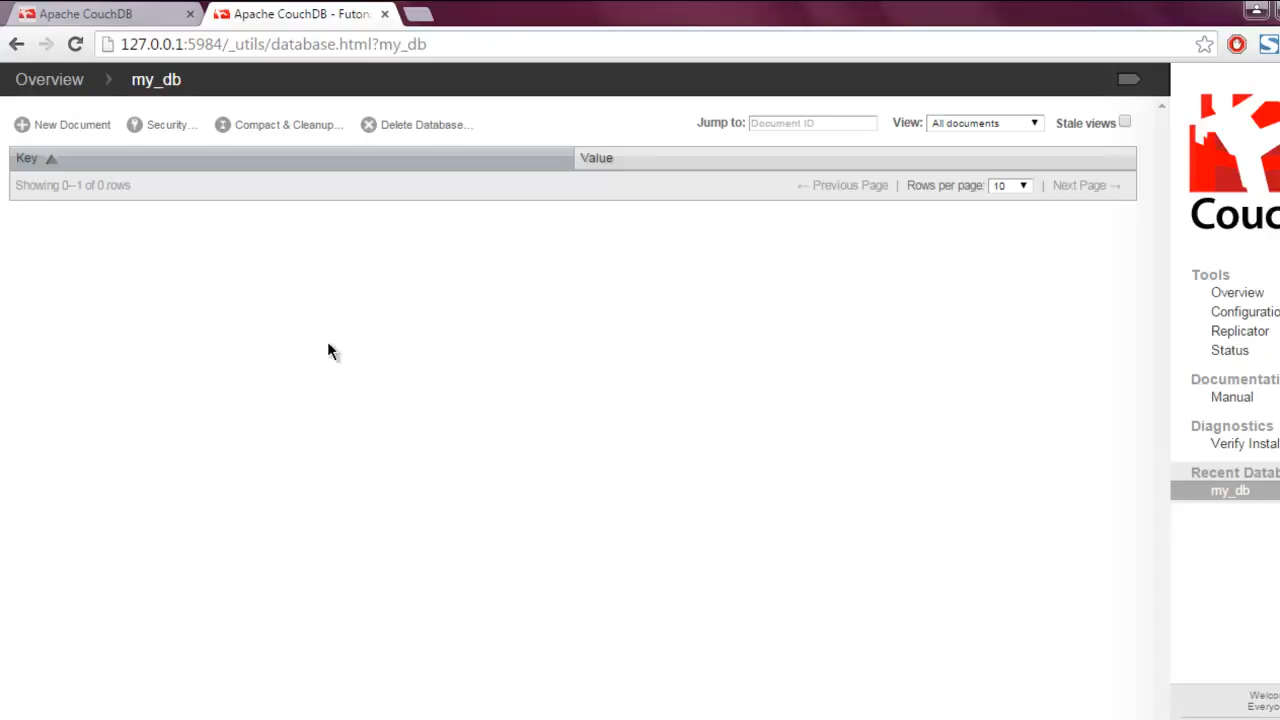 Apache CouchDB
Apache CouchDB - Futon:
127.0.0.1:5984/_utils/database.html?my_db
Overview my_db
New Document Security... Compact & Cleanup... Delete Database... Jump to: Document ID View: All documents Stale views
Key Value
Showing 0–-1 of 0 rows ← Previous Page | Rows per page: 10 | Next Page →
Couc
Tools
Overview
Configuratio
Replicator
Status
Documentati
Manual
Diagnostics
Verify Instal
Recent Datab
my_db
Welco
Everyo